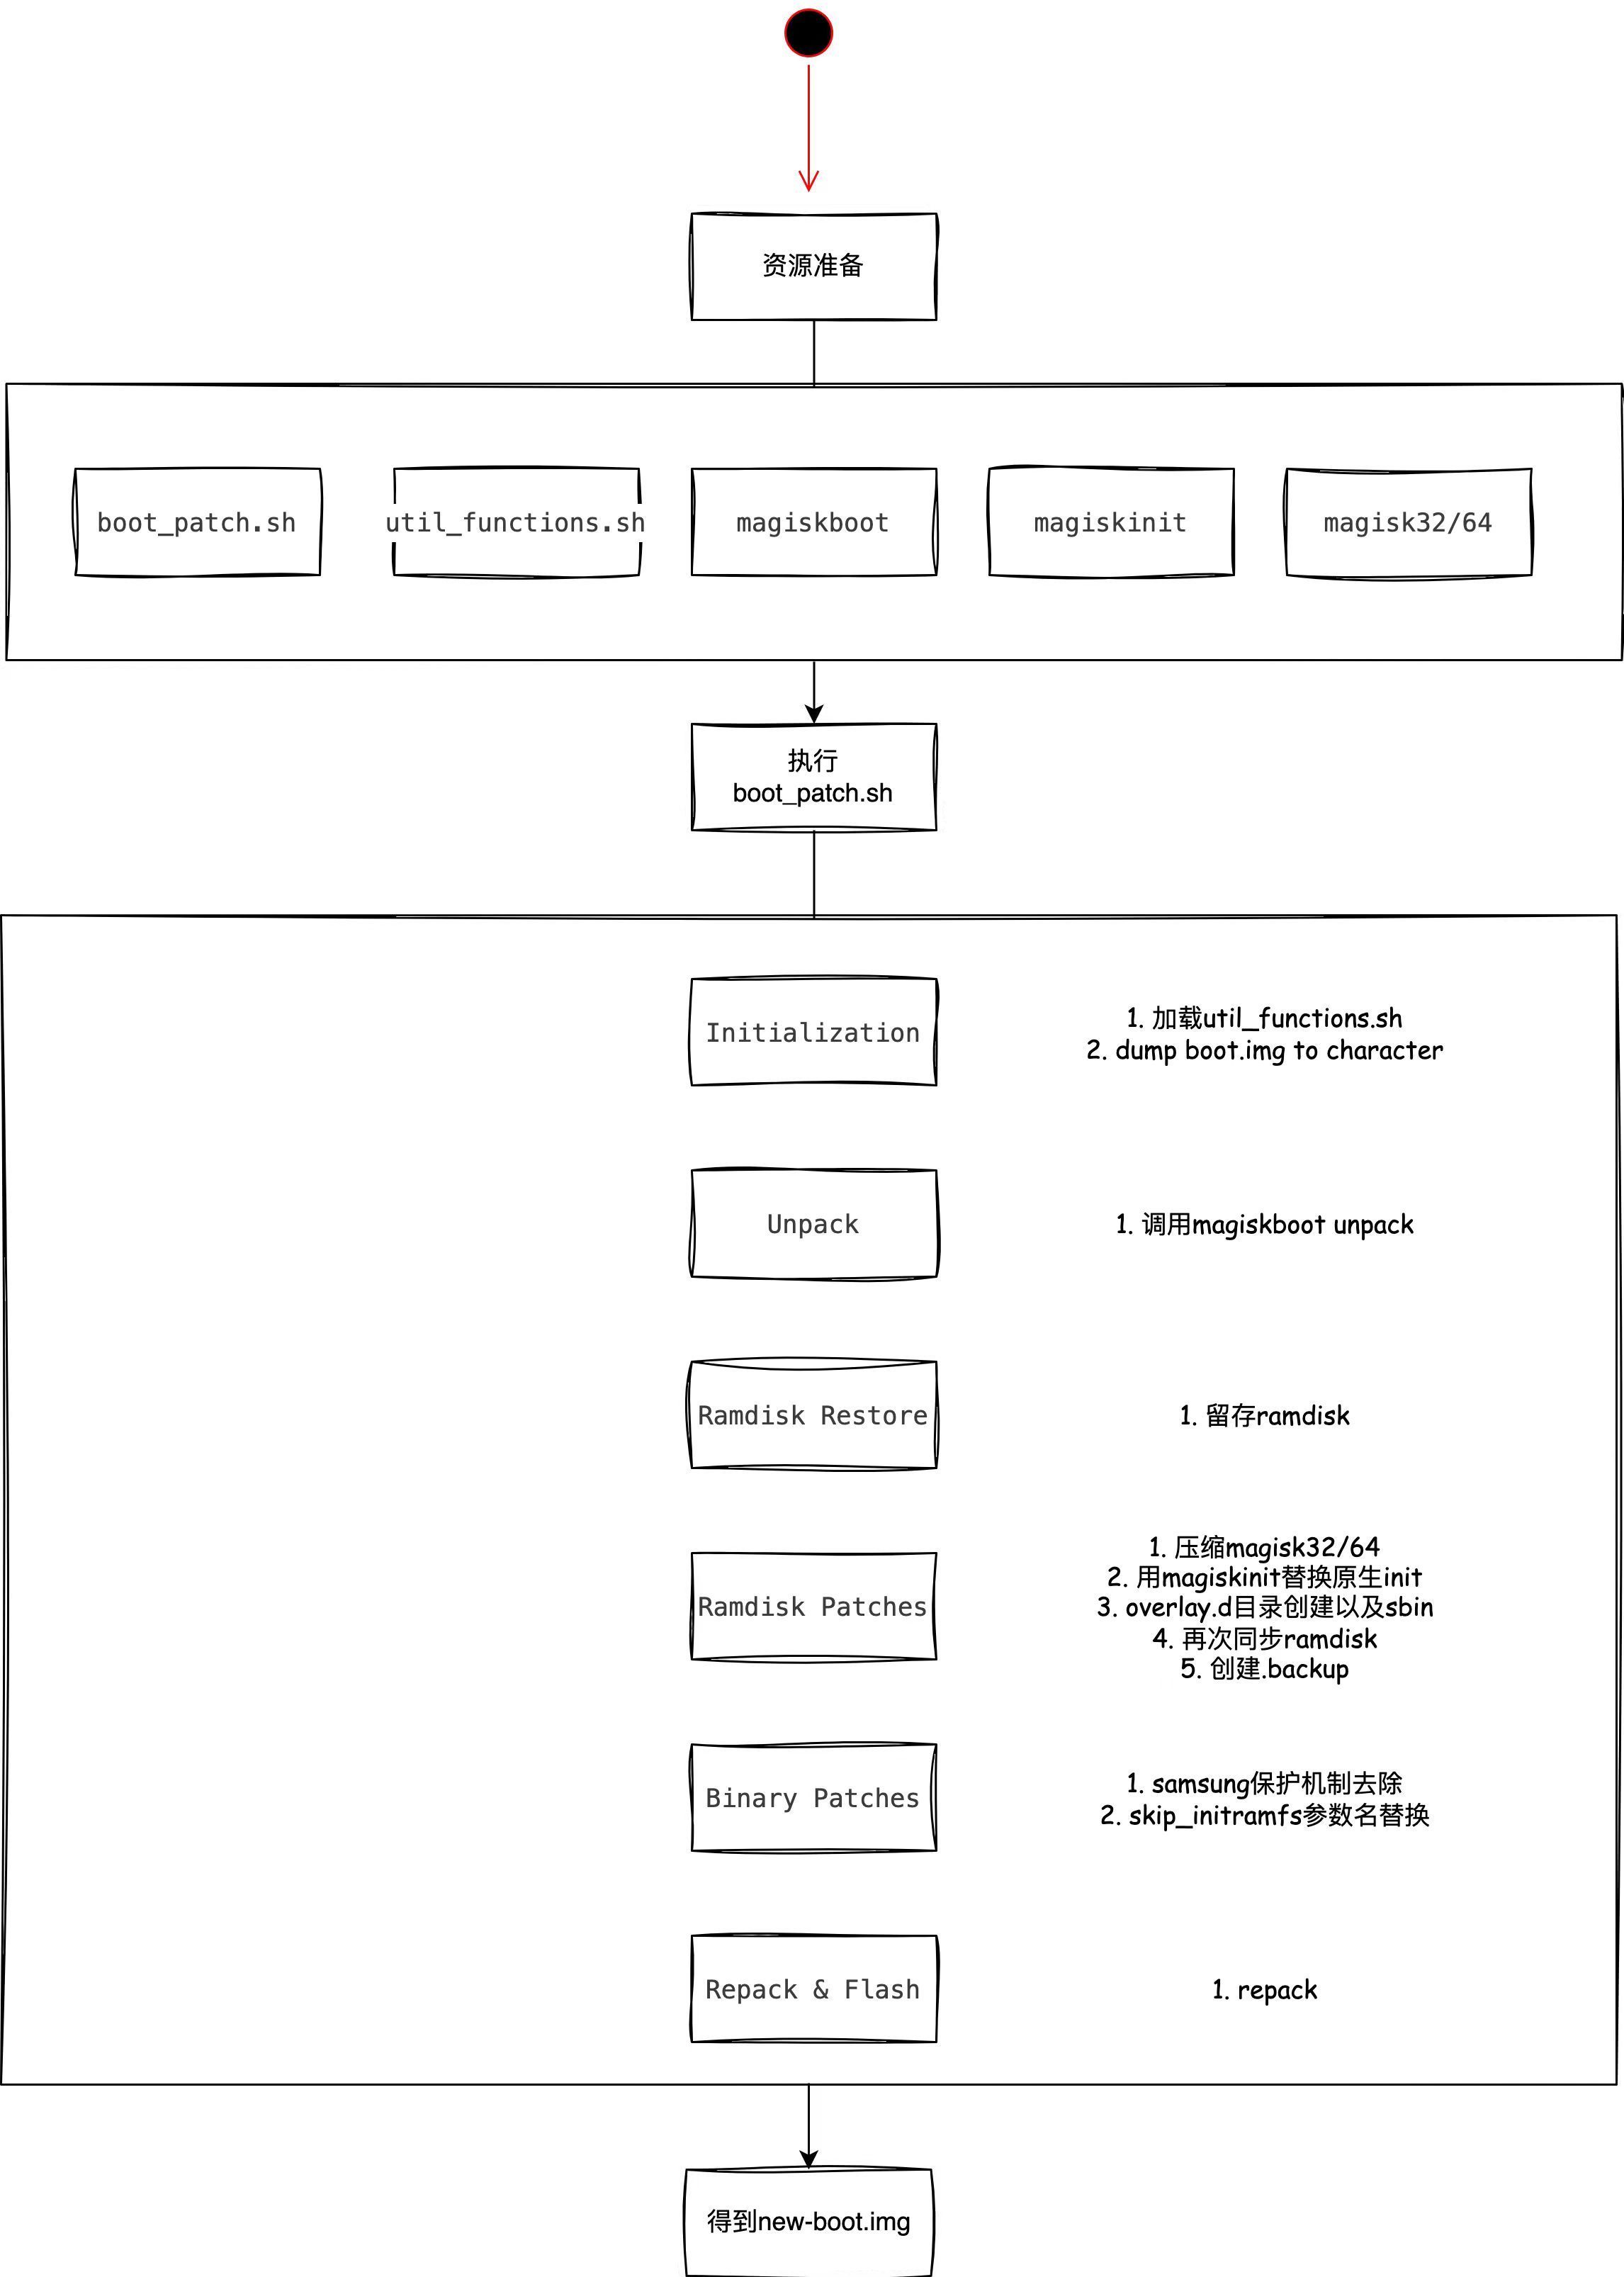 资源准备
boot_patch.sh
util_functions.sh
magiskboot
magiskinit
magisk32/64
执行
boot_patch.sh
Initialization
1. 加载util_functions.sh
2. dump boot.img to character
Unpack
1. 调用magiskboot unpack
Ramdisk Restore
1. 留存ramdisk
Ramdisk Patches
1. 压缩magisk32/64
2. 用magiskinit替换原生init
3. overlay.d目录创建以及sbin
4. 再次同步ramdisk
5. 创建.backup
Binary Patches
1. samsung保护机制去除
2. skip_initramfs参数名替换
Repack & Flash
1. repack
得到new-boot.img